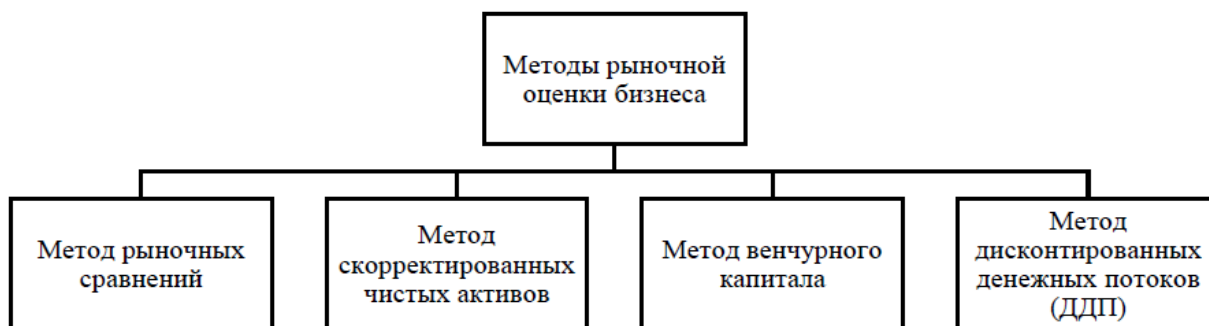 Методы рыночной
оценки бизнеса
Метод рыночных
сравнений
Метод
скорректированных
чистых активов
Метод венчурного
капитала
Метод
дисконтированных
денежных потоков
(ДДП)